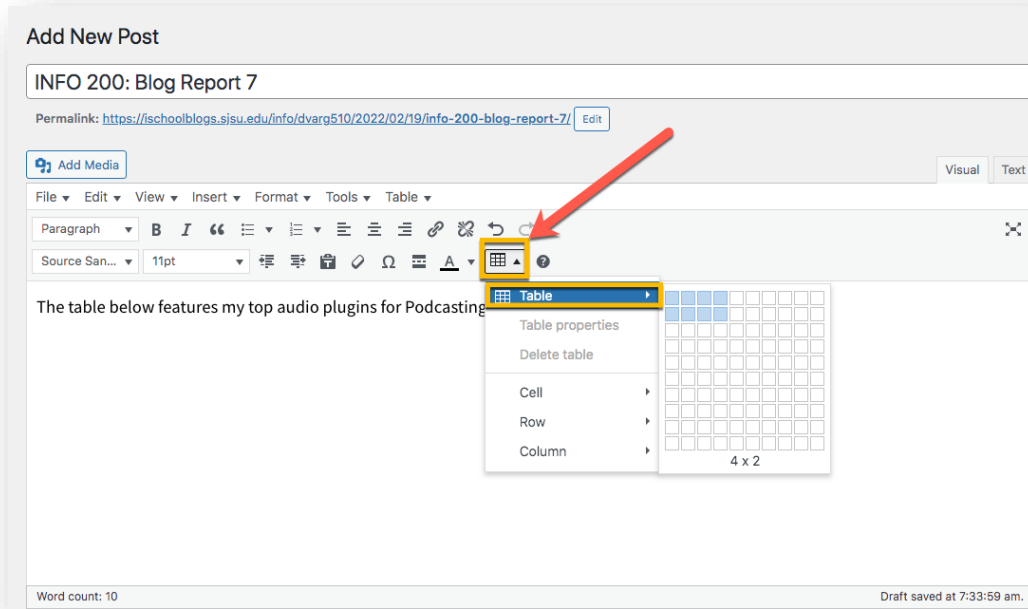 Add New Post
INFO 200: Blog Report 7
Permalink: https://ischoolblogs.sjsu.edu/info/dvarg510/2022/02/19/info-200-blog-report-7/ Edit
Add Media
Visual Text
File Edit View Insert Format Tools Table
Paragraph
Source San... 11pt
The table below features my top audio plugins for Podcasting
Table
Table properties
Delete table
Cell
Row
Column
4 x 2
Word count: 10
Draft saved at 7:33:59 am.